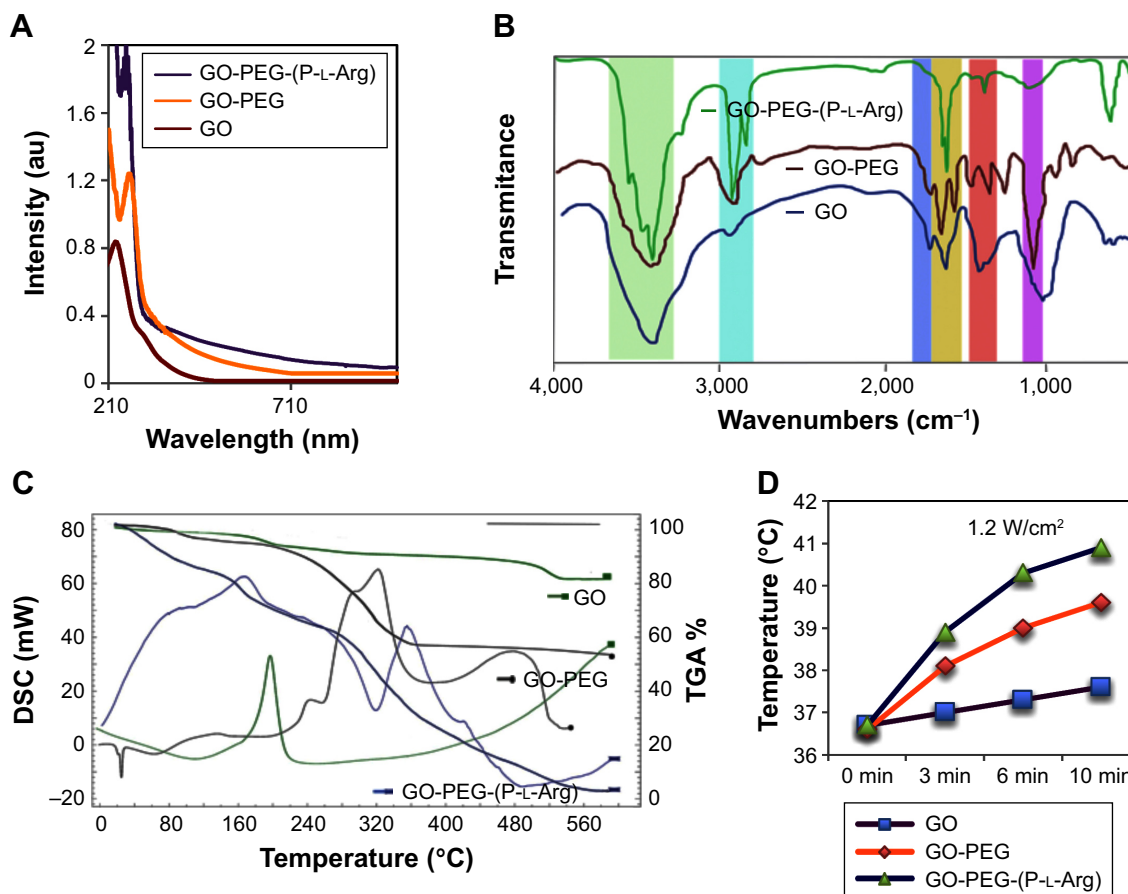 A
2
1.6
1.2
0.8
0.4
0
210
710
Intensity (au)
Wavelength (nm)
GO-PEG-(P-L-Arg)
GO-PEG
GO
B
Transmitance
GO-PEG-(P-L-Arg)
GO-PEG
GO
4,000
3,000
2,000
1,000
Wavenumbers (cm⁻¹)
C
DSC (mW)
80
60
40
20
0
–20
GO
GO-PEG
GO-PEG-(P-L-Arg)
100
80
60
40
20
0
TGA %
0
80
160
240
320
400
480
560
Temperature (°C)
D
Temperature (°C)
42
41
40
39
38
37
36
1.2 W/cm²
0 min
3 min
6 min
10 min
GO
GO-PEG
GO-PEG-(P-L-Arg)